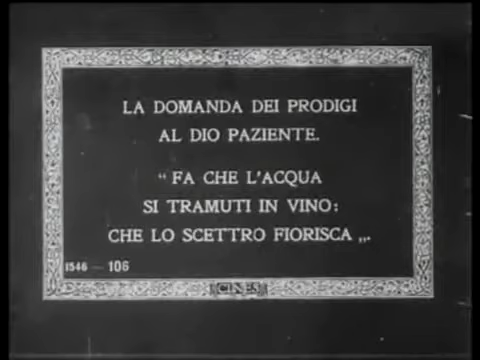 LA DOMANDA DEI PRODIGI
AL DIO PAZIENTE.
“ FA CHE L'ACQUA
SI TRAMUTI IN VINO:
CHE LO SCETTRO FIORISCA „.
1546 — 106
CINES